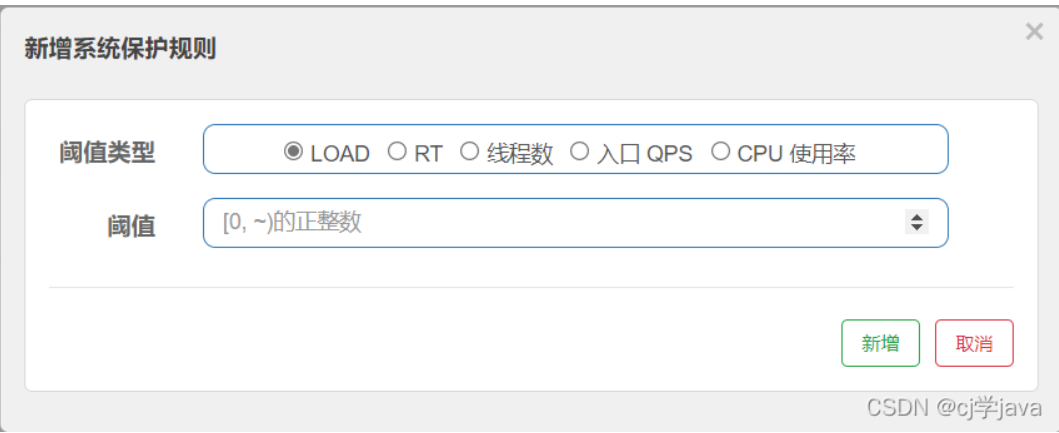 新增系统保护规则
×
阈值类型
LOAD RT 线程数 入口 QPS CPU 使用率
阈值
[0, ~)的正整数
新增 取消
CSDN @cj学java